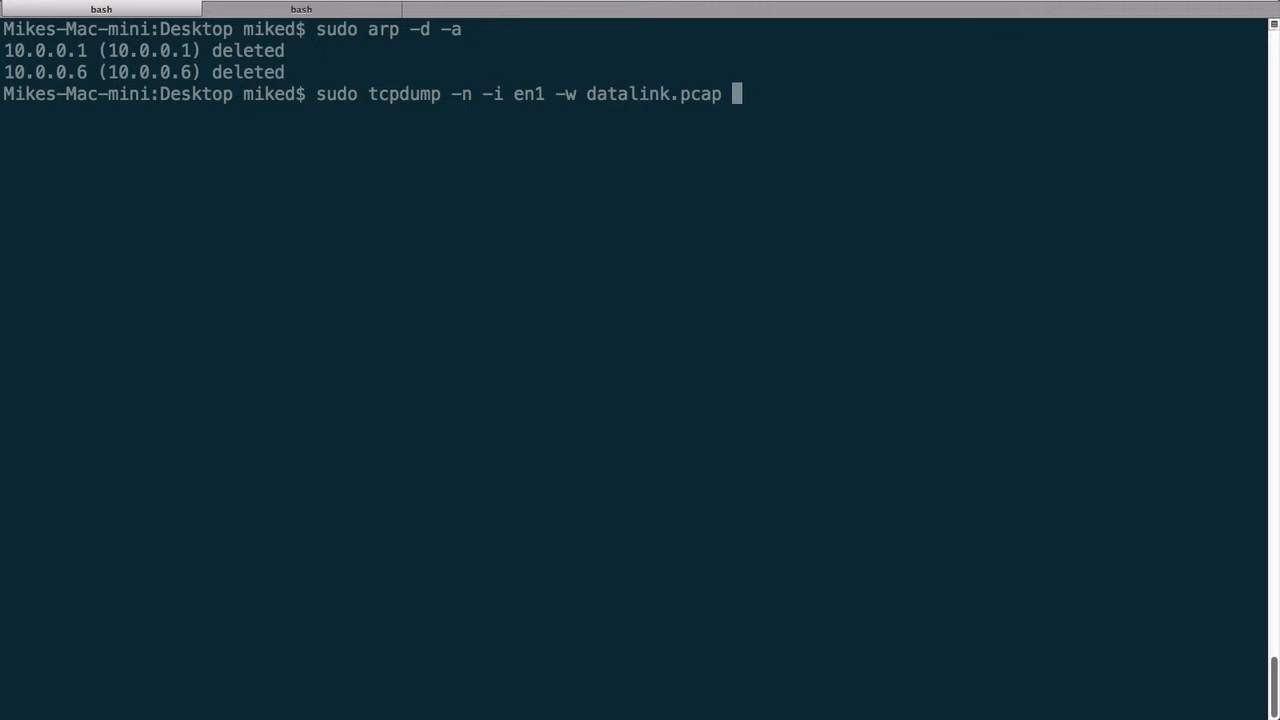 bash bash
Mikes-Mac-mini:Desktop miked$ sudo arp -d -a
10.0.0.1 (10.0.0.1) deleted
10.0.0.6 (10.0.0.6) deleted
Mikes-Mac-mini:Desktop miked$ sudo tcpdump -n -i en1 -w datalink.pcap